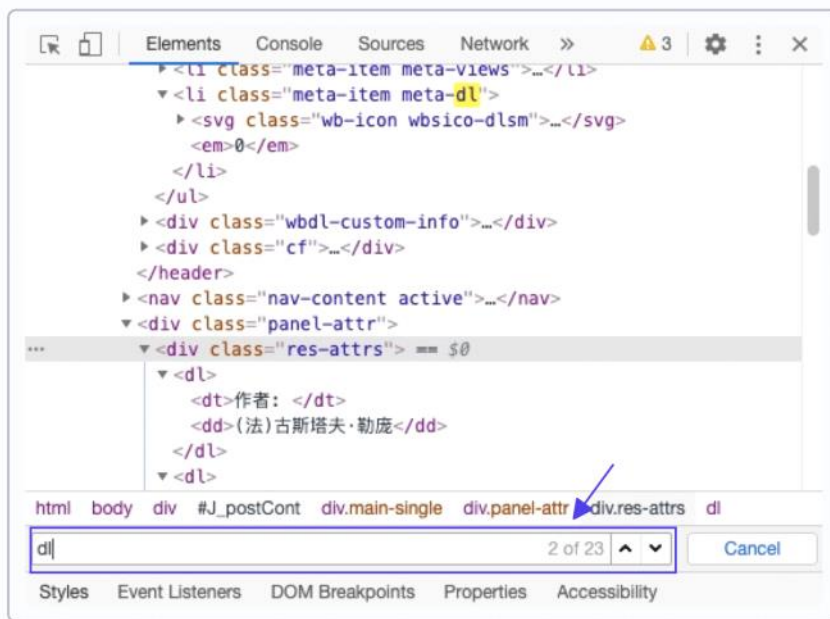 Elements Console Sources Network » 3
<li class="meta-item meta-views">…</li>
<li class="meta-item meta-dl">
<svg class="wb-icon wbsico-dlsm">…</svg>
<em>0</em>
</li>
</ul>
<div class="wbdl-custom-info">…</div>
<div class="cf">…</div>
</header>
<nav class="nav-content active">…</nav>
<div class="panel-attr">
… <div class="res-attrs"> == $0
<dl>
<dt>作者: </dt>
<dd>(法)古斯塔夫·勒庞</dd>
</dl>
<dl>
html body div #J_postCont div.main-single div.panel-attr div.res-attrs dl
dl 2 of 23 Cancel
Styles Event Listeners DOM Breakpoints Properties Accessibility